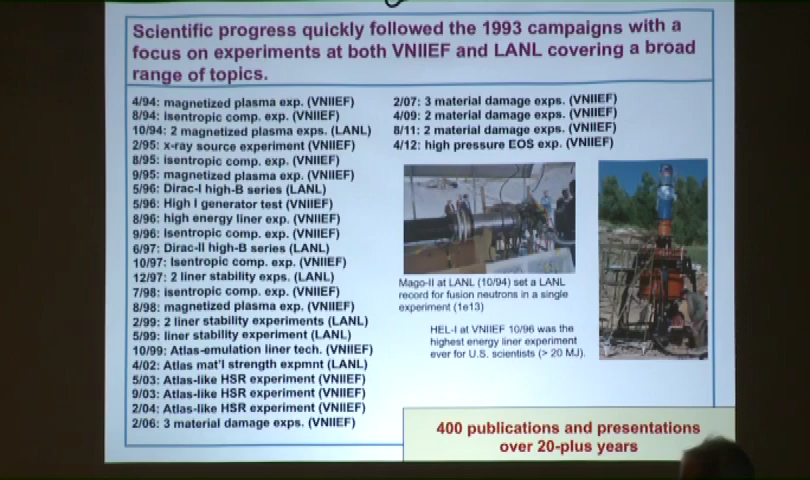 Scientific progress quickly followed the 1993 campaigns with a
focus on experiments at both VNIIEF and LANL covering a broad
range of topics.
4/94: magnetized plasma exp. (VNIIEF)
8/94: isentropic comp. exp. (VNIIEF)
10/94: 2 magnetized plasma exps. (LANL)
2/95: x-ray source experiment (VNIIEF)
8/95: isentropic comp. exp. (VNIIEF)
9/95: magnetized plasma exp. (VNIIEF)
5/96: Dirac-I high-B series (LANL)
5/96: High I generator test (VNIIEF)
8/96: high energy liner exp. (VNIIEF)
9/96: Isentropic comp. exp. (VNIIEF)
6/97: Dirac-II high-B series (LANL)
10/97: Isentropic comp. exp. (VNIIEF)
12/97: 2 liner stability exps. (LANL)
7/98: isentropic comp. exp. (VNIIEF)
8/98: magnetized plasma exp. (VNIIEF)
2/99: 2 liner stability experiments (LANL)
5/99: liner stability experiment (LANL)
10/99: Atlas-emulation liner tech. (VNIIEF)
4/02: Atlas mat'l strength expmnt (LANL)
5/03: Atlas-like HSR experiment (VNIIEF)
9/03: Atlas-like HSR experiment (VNIIEF)
2/04: Atlas-like HSR experiment (VNIIEF)
2/06: 3 material damage exps. (VNIIEF)
2/07: 3 material damage exps. (VNIIEF)
4/09: 2 material damage exps. (VNIIEF)
8/11: 2 material damage exps. (VNIIEF)
4/12: high pressure EOS exp. (VNIIEF)
Mago-II at LANL (10/94) set a LANL
record for fusion neutrons in a single
experiment (1e13)
HEL-I at VNIIEF 10/96 was the
highest energy liner experiment
ever for U.S. scientists (> 20 MJ).
400 publications and presentations
over 20-plus years